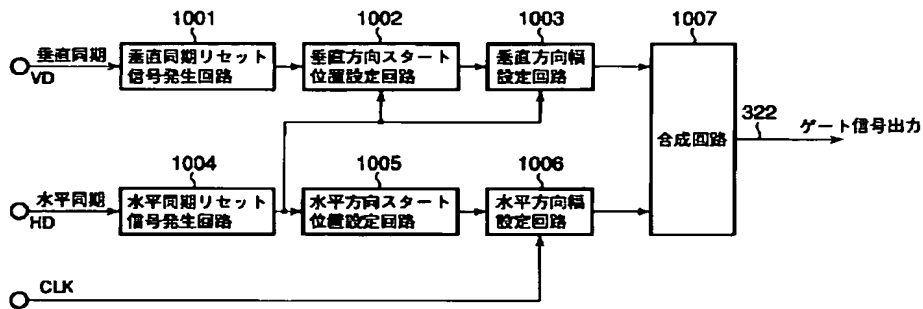 1001
1002
1003
1007
垂直同期
VD
垂直同期リセット
信号発生回路
垂直方向スタート
位置設定回路
垂直方向幅
設定回路
合成回路
322
ゲート信号出力
1004
1005
1006
水平同期
HD
水平同期リセット
信号発生回路
水平方向スタート
位置設定回路
水平方向幅
設定回路
CLK